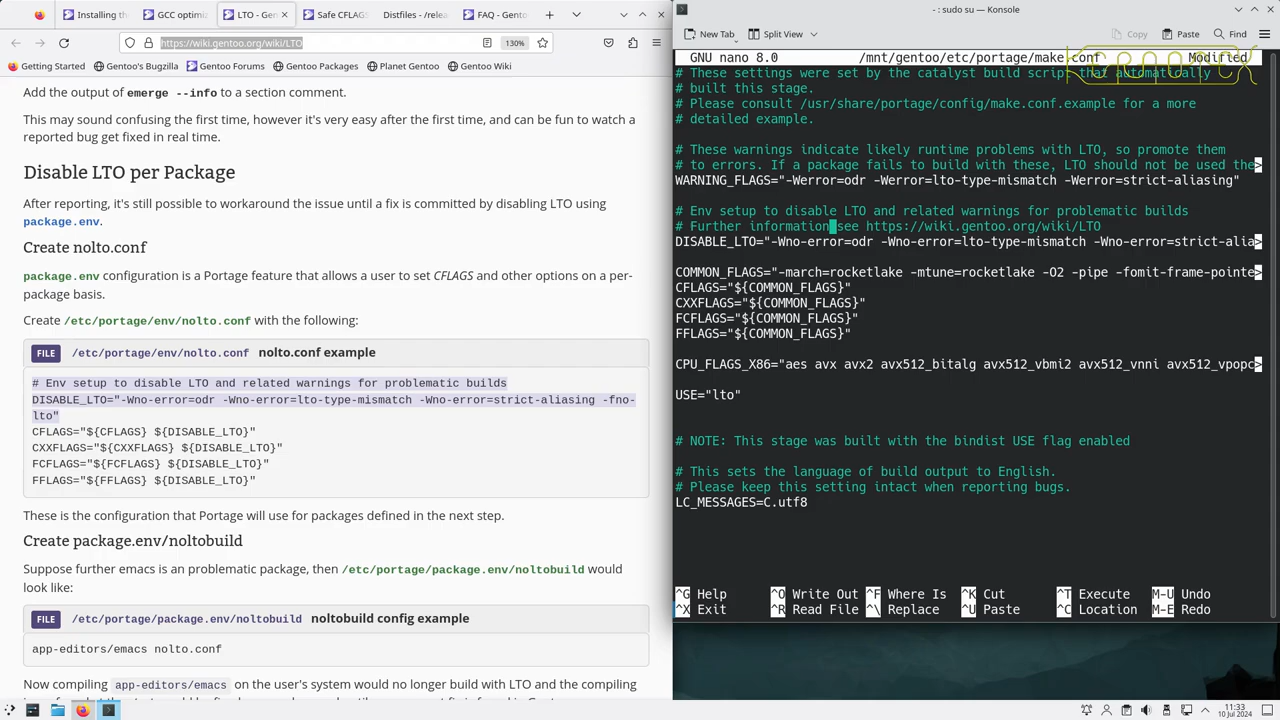 Installing the
GCC optimiz
LTO - Gen
Safe CFLAGS
Distfiles - /relea
FAQ - Gento
https://wiki.gentoo.org/wiki/LTO
130%
Getting Started
Gentoo's Bugzilla
Gentoo Forums
Gentoo Packages
Planet Gentoo
Gentoo Wiki
Add the output of emerge --info to a section comment.
This may sound confusing the first time, however it's very easy after the first time, and can be fun to watch a
reported bug get fixed in real time.
Disable LTO per Package
After reporting, it's still possible to workaround the issue until a fix is committed by disabling LTO using
package.env.
Create nolto.conf
package.env configuration is a Portage feature that allows a user to set CFLAGS and other options on a per-
package basis.
Create /etc/portage/env/nolto.conf with the following:
FILE /etc/portage/env/nolto.conf nolto.conf example
# Env setup to disable LTO and related warnings for problematic builds
DISABLE_LTO="-Wno-error=odr -Wno-error=lto-type-mismatch -Wno-error=strict-aliasing -fno-
lto"
CFLAGS="${CFLAGS} ${DISABLE_LTO}"
CXXFLAGS="${CXXFLAGS} ${DISABLE_LTO}"
FCFLAGS="${FCFLAGS} ${DISABLE_LTO}"
FFLAGS="${FFLAGS} ${DISABLE_LTO}"
These is the configuration that Portage will use for packages defined in the next step.
Create package.env/noltobuild
Suppose further emacs is an problematic package, then /etc/portage/package.env/noltobuild would
look like:
FILE /etc/portage/package.env/noltobuild noltobuild config example
app-editors/emacs nolto.conf
Now compiling app-editors/emacs on the user's system would no longer build with LTO and the compiling
- : sudo su — Konsole
New Tab
Split View
Copy
Paste
Find
GNU nano 8.0 /mnt/gentoo/etc/portage/make.conf Modified
# These settings were set by the catalyst build script that automatically
# built this stage.
# Please consult /usr/share/portage/config/make.conf.example for a more
# detailed example.
# These warnings indicate likely runtime problems with LTO, so promote them
# to errors. If a package fails to build with these, LTO should not be used the>
WARNING_FLAGS="-Werror=odr -Werror=lto-type-mismatch -Werror=strict-aliasing"
# Env setup to disable LTO and related warnings for problematic builds
# Further information see https://wiki.gentoo.org/wiki/LTO
DISABLE_LTO="-Wno-error=odr -Wno-error=lto-type-mismatch -Wno-error=strict-alia>
COMMON_FLAGS="-march=rocketlake -mtune=rocketlake -O2 -pipe -fomit-frame-pointe>
CFLAGS="${COMMON_FLAGS}"
CXXFLAGS="${COMMON_FLAGS}"
FCFLAGS="${COMMON_FLAGS}"
FFLAGS="${COMMON_FLAGS}"
CPU_FLAGS_X86="aes avx avx2 avx512_bitalg avx512_vbmi2 avx512_vnni avx512_vpopc>
USE="lto"
# NOTE: This stage was built with the bindist USE flag enabled
# This sets the language of build output to English.
# Please keep this setting intact when reporting bugs.
LC_MESSAGES=C.utf8
^G Help ^O Write Out ^F Where Is ^K Cut ^T Execute M-U Undo
^X Exit ^R Read File ^\ Replace ^U Paste ^C Location M-E Redo
11:33
10 Jul 2024